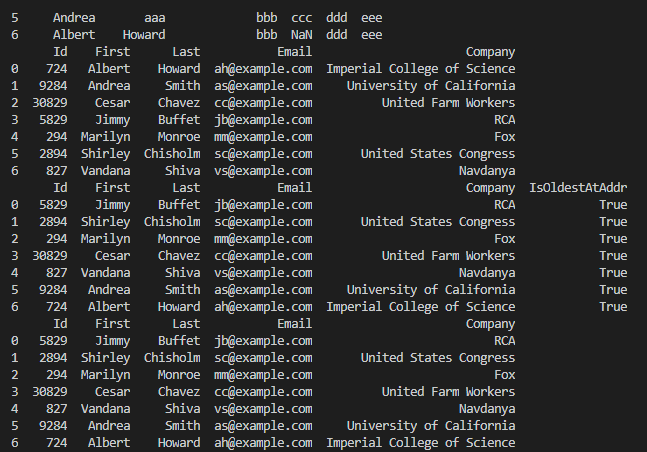 5 Andrea aaa bbb ccc ddd eee
6 Albert Howard bbb NaN ddd eee
Id First Last Email Company
0 724 Albert Howard ah@example.com Imperial College of Science
1 9284 Andrea Smith as@example.com University of California
2 30829 Cesar Chavez cc@example.com United Farm Workers
3 5829 Jimmy Buffet jb@example.com RCA
4 294 Marilyn Monroe mm@example.com Fox
5 2894 Shirley Chisholm sc@example.com United States Congress
6 827 Vandana Shiva vs@example.com Navdanya
Id First Last Email Company IsOldestAtAddr
0 5829 Jimmy Buffet jb@example.com RCA True
1 2894 Shirley Chisholm sc@example.com United States Congress True
2 294 Marilyn Monroe mm@example.com Fox True
3 30829 Cesar Chavez cc@example.com United Farm Workers True
4 827 Vandana Shiva vs@example.com Navdanya True
5 9284 Andrea Smith as@example.com University of California True
6 724 Albert Howard ah@example.com Imperial College of Science True
Id First Last Email Company
0 5829 Jimmy Buffet jb@example.com RCA
1 2894 Shirley Chisholm sc@example.com United States Congress
2 294 Marilyn Monroe mm@example.com Fox
3 30829 Cesar Chavez cc@example.com United Farm Workers
4 827 Vandana Shiva vs@example.com Navdanya
5 9284 Andrea Smith as@example.com University of California
6 724 Albert Howard ah@example.com Imperial College of Science